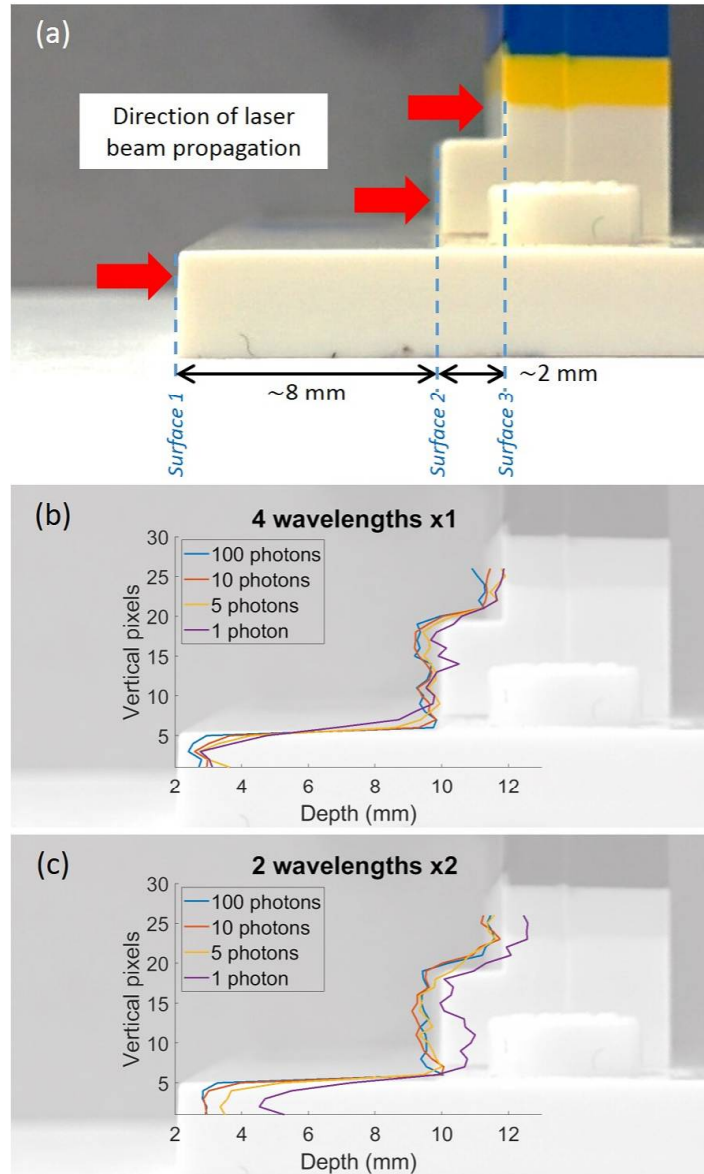 (a)
Direction of laser
beam propagation
~8 mm
~2 mm
Surface 1
Surface 2
Surface 3
(b)
4 wavelengths x1
30
25
20
15
10
5
Vertical pixels
100 photons
10 photons
5 photons
1 photon
2 4 6 8 10 12
Depth (mm)
(c)
2 wavelengths x2
30
25
20
15
10
5
Vertical pixels
100 photons
10 photons
5 photons
1 photon
2 4 6 8 10 12
Depth (mm)